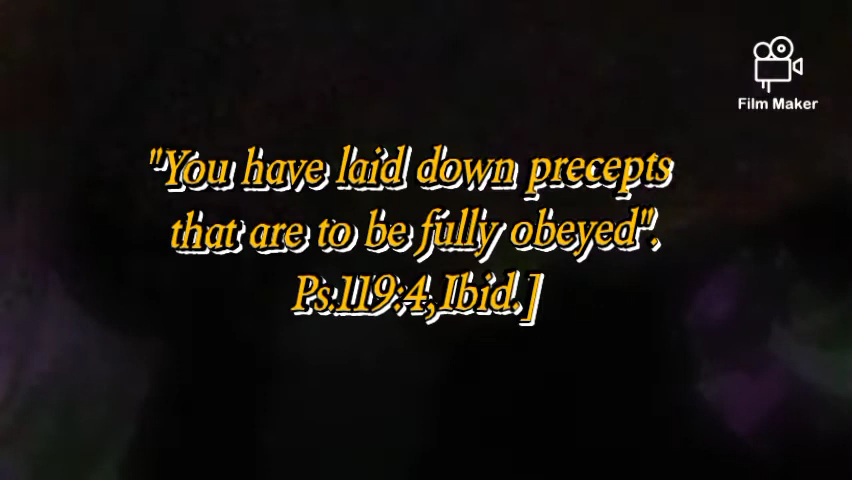 Film Maker
"You have laid down precepts
that are to be fully obeyed".
Ps.119:4,Ibid.]